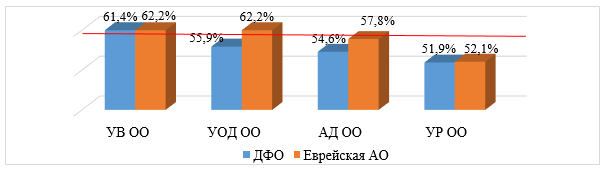 61,4% 62,2% 55,9% 62,2% 54,6% 57,8% 51,9% 52,1%
УВ ОО УОД ОО АД ОО УР ОО
ДФО Еврейская АО